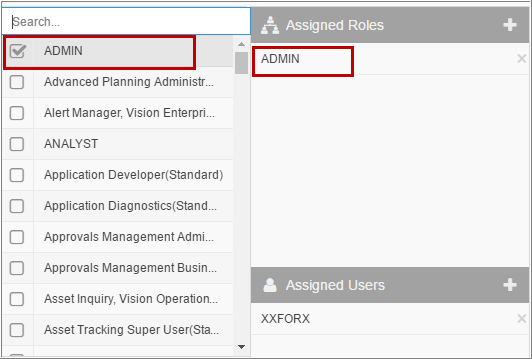 Search...
ADMIN
Advanced Planning Administr...
Alert Manager, Vision Enterpri...
ANALYST
Application Developer(Standard)
Application Diagnostics(Stand...
Approvals Management Admi...
Approvals Management Busin...
Asset Inquiry, Vision Operation...
Asset Tracking Super User(Sta...
Assigned Roles
ADMIN
Assigned Users
XXFORX